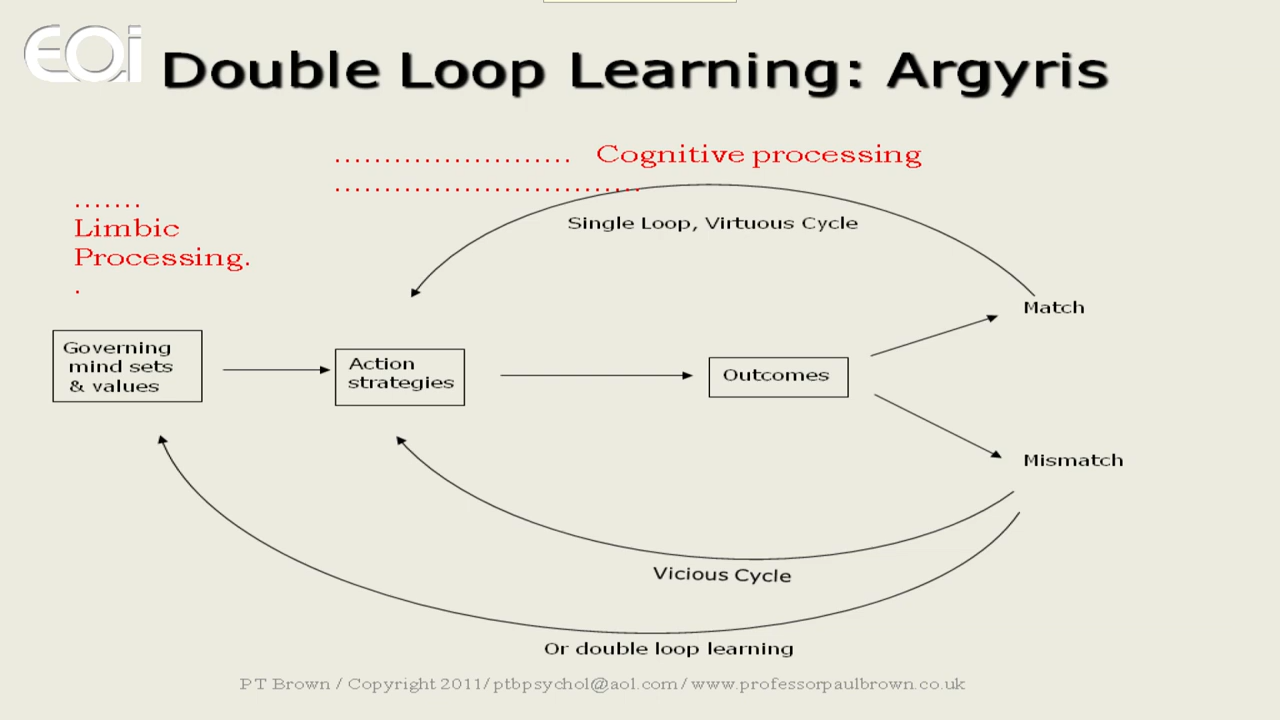 EQi
Double Loop Learning: Argyris
........................ Cognitive processing
...............................
.......
Limbic
Processing.
.
Single Loop, Virtuous Cycle
Match
Governing
mind sets
& values
Action
strategies
Outcomes
Mismatch
Vicious Cycle
Or double loop learning
PT Brown / Copyright 2011/ ptbpsychol@aol.com / www.professorpaulbrown.co.uk